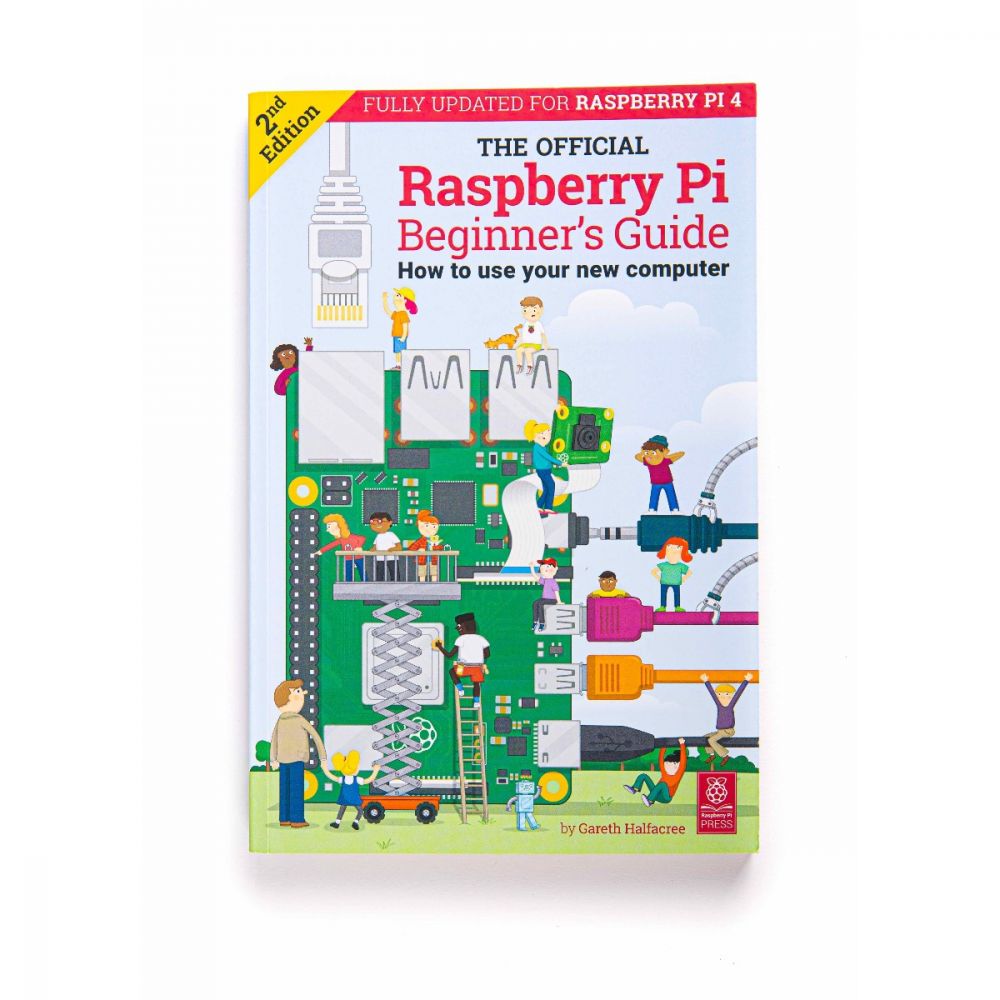 2nd
Edition
FULLY UPDATED FOR RASPBERRY PI 4
THE OFFICIAL
Raspberry Pi
Beginner's Guide
How to use your new computer
by Gareth Halfacree
Raspberry Pi
PRESS